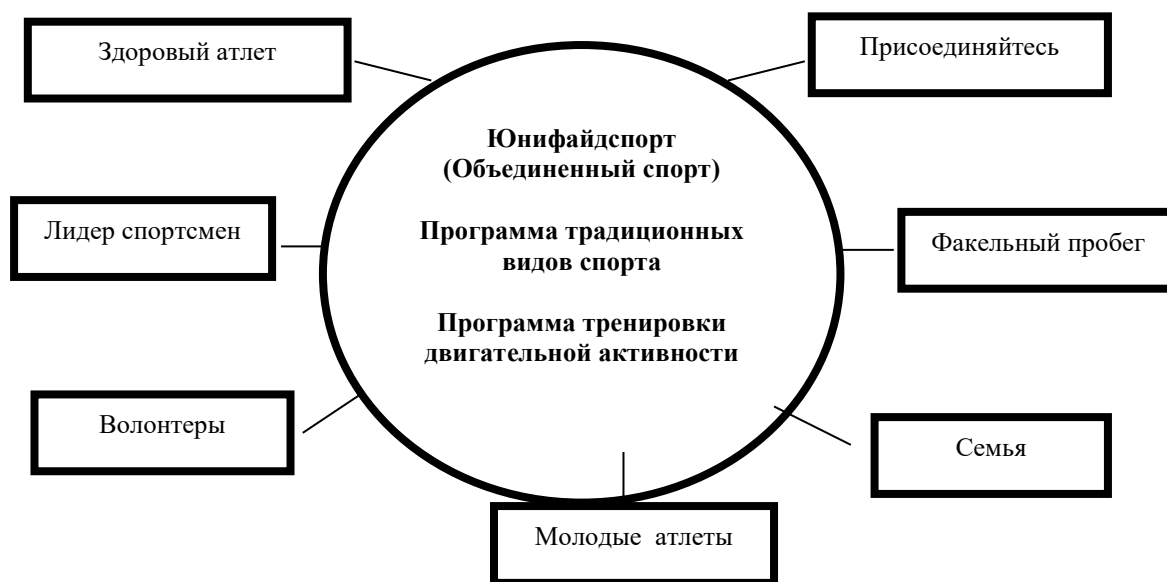 Здоровый атлет
Присоединяйтесь
Юнифайдспорт
(Объединенный спорт)
Лидер спортсмен
Программа традиционных
видов спорта
Факельный пробег
Программа тренировки
двигательной активности
Волонтеры
Семья
Молодые атлеты